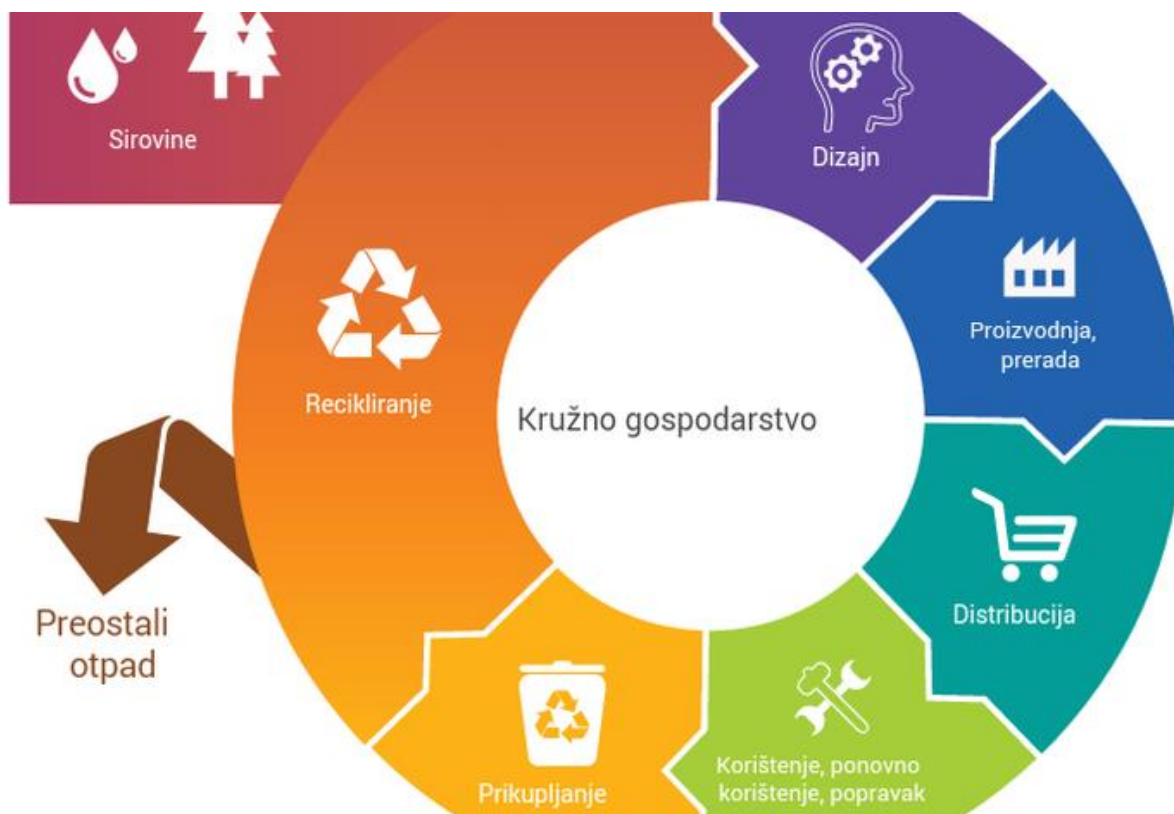 Sirovine
Dizajn
Proizvodnja,
prerada
Recikliranje
Kružno gospodarstvo
Distribucija
Preostali
otpad
Korištenje, ponovno
korištenje, popravak
Prikupljanje